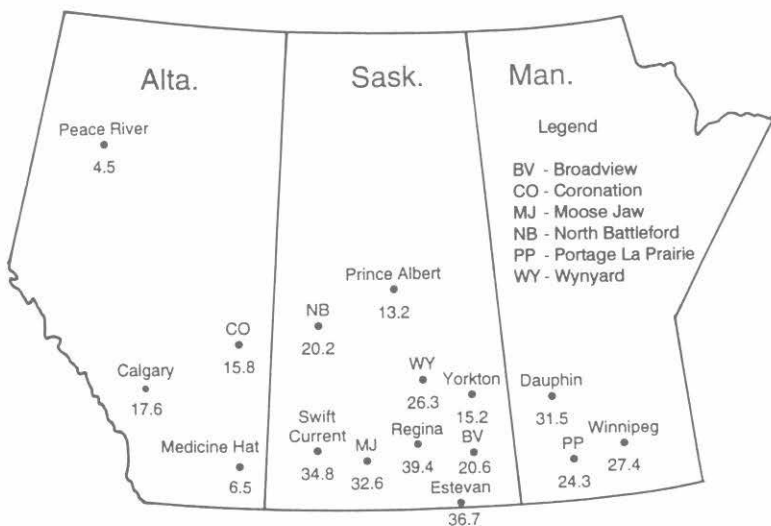 Alta.
Sask.
Man.
Peace River
4.5
Legend
BV - Broadview
CO - Coronation
MJ - Moose Jaw
NB - North Battleford
PP - Portage La Prairie
WY - Wynyard
Prince Albert
13.2
NB
20.2
CO
15.8
Calgary
17.6
WY
26.3
Yorkton
15.2
Dauphin
31.5
Medicine Hat
6.5
Swift
Current
34.8
MJ
32.6
Regina
39.4
BV
20.6
PP
24.3
Winnipeg
27.4
Estevan
36.7